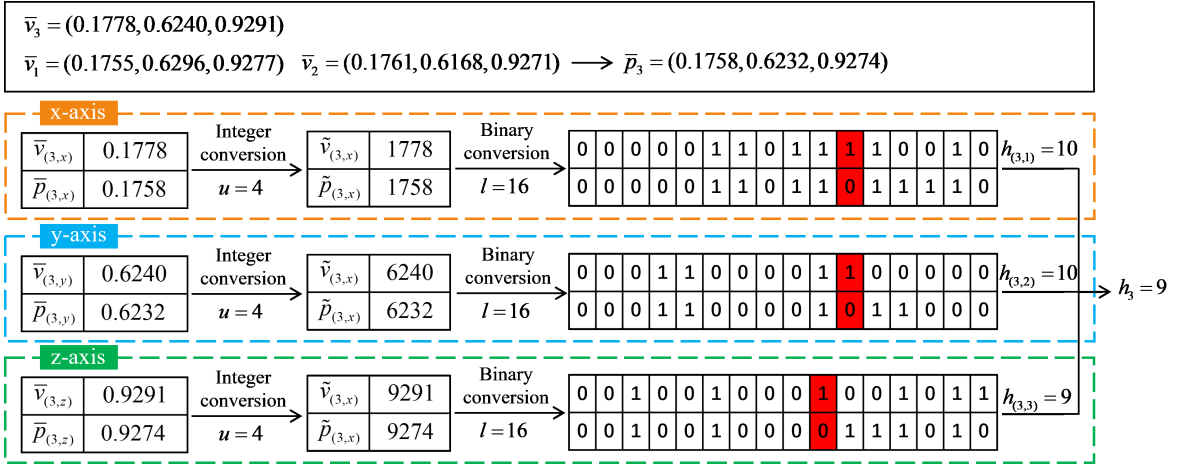 v̅₃ = (0.1778, 0.6240, 0.9291)
v̅₁ = (0.1755, 0.6296, 0.9277) v̅₂ = (0.1761, 0.6168, 0.9271) → p̅₃ = (0.1758, 0.6232, 0.9274)
x-axis
v̅₍₃,ₓ₎ 0.1778
p̅₍₃,ₓ₎ 0.1758
Integer
conversion
u = 4
ṽ₍₃,ₓ₎ 1778
p̃₍₃,ₓ₎ 1758
Binary
conversion
l = 16
0 0 0 0 0 1 1 0 1 1 1 1 0 0 1 0
0 0 0 0 0 1 1 0 1 1 0 1 1 1 1 0
h₍₃,₁₎ = 10
y-axis
v̅_(3,y) 0.6240
p̅_(3,y) 0.6232
Integer
conversion
u = 4
ṽ₍₃,ₓ₎ 6240
p̃₍₃,ₓ₎ 6232
Binary
conversion
l = 16
0 0 0 1 1 0 0 0 0 1 1 0 0 0 0 0
0 0 0 1 1 0 0 0 0 1 0 1 1 0 0 0
h₍₃,₂₎ = 10
h₃ = 9
z-axis
v̅_(3,z) 0.9291
p̅_(3,z) 0.9274
Integer
conversion
u = 4
ṽ₍₃,ₓ₎ 9291
p̃₍₃,ₓ₎ 9274
Binary
conversion
l = 16
0 0 1 0 0 1 0 0 0 1 0 0 1 0 1 1
0 0 1 0 0 1 0 0 0 0 1 1 1 0 1 0
h₍₃,₃₎ = 9